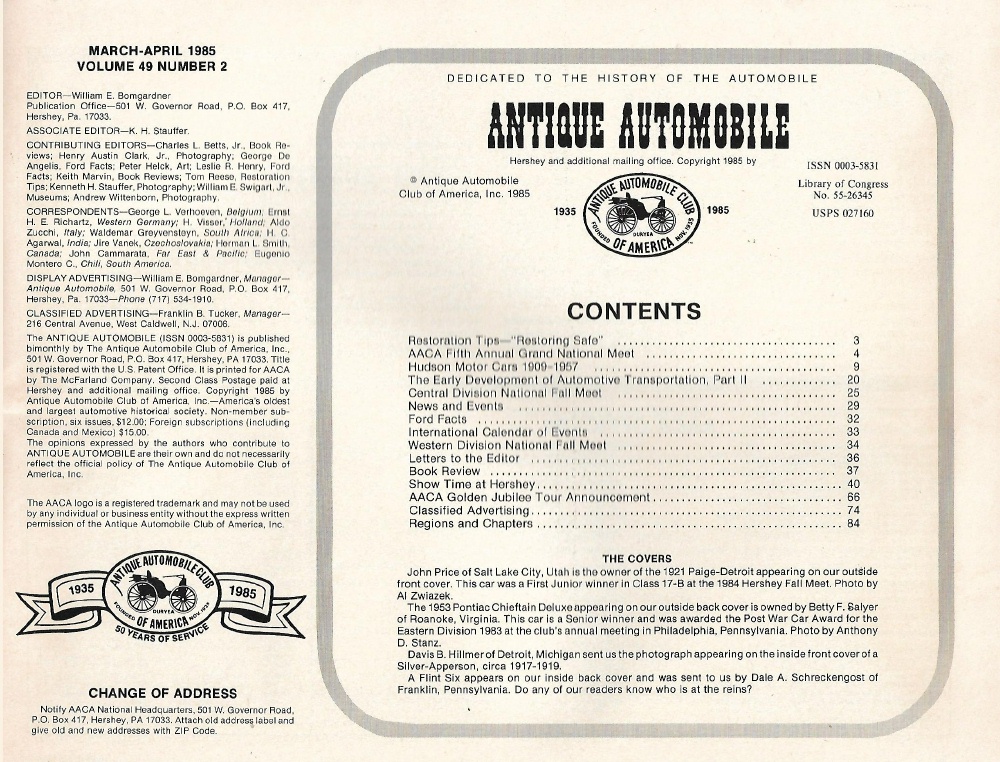 MARCH-APRIL 1985
VOLUME 49 NUMBER 2
EDITOR—William E. Bomgardner
Publication Office—501 W. Governor Road, P.O. Box 417,
Hershey, Pa. 17033.
ASSOCIATE EDITOR—K. H. Stauffer.
CONTRIBUTING EDITORS—Charles L. Betts, Jr., Book Re-
views; Henry Austin Clark, Jr., Photography; George De
Angelis, Ford Facts; Peter Helck, Art; Leslie R. Henry, Ford
Facts; Keith Marvin, Book Reviews; Tom Reese, Restoration
Tips; Kenneth H. Stauffer, Photography; William E. Swigart, Jr.,
Museums; Andrew Wittenborn, Photography.
CORRESPONDENTS—George L. Verhoeven, Belgium; Ernst
H. E. Richartz, Western Germany; H. Visser, Holland; Aldo
Zucchi, Italy; Waldemar Greyvensteyn, South Africa; H. C.
Agarwal, India; Jire Vanek, Czechoslovakia; Herman L. Smith,
Canada; John Cammarata, Far East & Pacific; Eugenio
Montero C., Chili, South America.
DISPLAY ADVERTISING—William E. Bomgardner, Manager—
Antique Automobile, 501 W. Governor Road, P.O. Box 417,
Hershey, Pa. 17033—Phone (717) 534-1910.
CLASSIFIED ADVERTISING—Franklin B. Tucker, Manager—
216 Central Avenue, West Caldwell, N.J. 07006.
The ANTIQUE AUTOMOBILE (ISSN 0003-5831) is published
bimonthly by The Antique Automobile Club of America, Inc.,
501 W. Governor Road, P.O. Box 417, Hershey, PA 17033. Title
is registered with the U.S. Patent Office. It is printed for AACA
by The McFarland Company. Second Class Postage paid at
Hershey and additional mailing office. Copyright 1985 by
Antique Automobile Club of America, Inc.—America's oldest
and largest automotive historical society. Non-member sub-
scription, six issues, $12.00; Foreign subscriptions (including
Canada and Mexico) $15.00.
The opinions expressed by the authors who contribute to
ANTIQUE AUTOMOBILE are their own and do not necessarily
reflect the official policy of The Antique Automobile Club of
America, Inc.
The AACA logo is a registered trademark and may not be used
by any individual or business entity without the express written
permission of the Antique Automobile Club of America, Inc.
1935
ANTIQUE AUTOMOBILE CLUB
DURYEA
FOUNDED NOV. 1935
OF AMERICA
1985
50 YEARS OF SERVICE
CHANGE OF ADDRESS
Notify AACA National Headquarters, 501 W. Governor Road,
P.O. Box 417, Hershey, PA 17033. Attach old address label and
give old and new addresses with ZIP Code.
DEDICATED TO THE HISTORY OF THE AUTOMOBILE
ANTIQUE AUTOMOBILE
Hershey and additional mailing office. Copyright 1985 by
© Antique Automobile
Club of America, Inc. 1985
1935
ANTIQUE AUTOMOBILE CLUB
DURYEA
FOUNDED NOV. 1935
OF AMERICA
1985
ISSN 0003-5831
Library of Congress
No. 55-26345
USPS 027160
CONTENTS
Restoration Tips—"Restoring Safe" 3
AACA Fifth Annual Grand National Meet 4
Hudson Motor Cars 1909-1957 9
The Early Development of Automotive Transportation, Part II 20
Central Division National Fall Meet 25
News and Events 29
Ford Facts 32
International Calendar of Events 33
Western Division National Fall Meet 34
Letters to the Editor 36
Book Review 37
Show Time at Hershey 40
AACA Golden Jubilee Tour Announcement 66
Classified Advertising 74
Regions and Chapters 84
THE COVERS
John Price of Salt Lake City, Utah is the owner of the 1921 Paige-Detroit appearing on our outside
front cover. This car was a First Junior winner in Class 17-B at the 1984 Hershey Fall Meet. Photo by
Al Zwiazek.
The 1953 Pontiac Chieftain Deluxe appearing on our outside back cover is owned by Betty F. Salyer
of Roanoke, Virginia. This car is a Senior winner and was awarded the Post War Car Award for the
Eastern Division 1983 at the club's annual meeting in Philadelphia, Pennsylvania. Photo by Anthony
D. Stanz.
Davis B. Hillmer of Detroit, Michigan sent us the photograph appearing on the inside front cover of a
Silver-Apperson, circa 1917-1919.
A Flint Six appears on our inside back cover and was sent to us by Dale A. Schreckengost of
Franklin, Pennsylvania. Do any of our readers know who is at the reins?